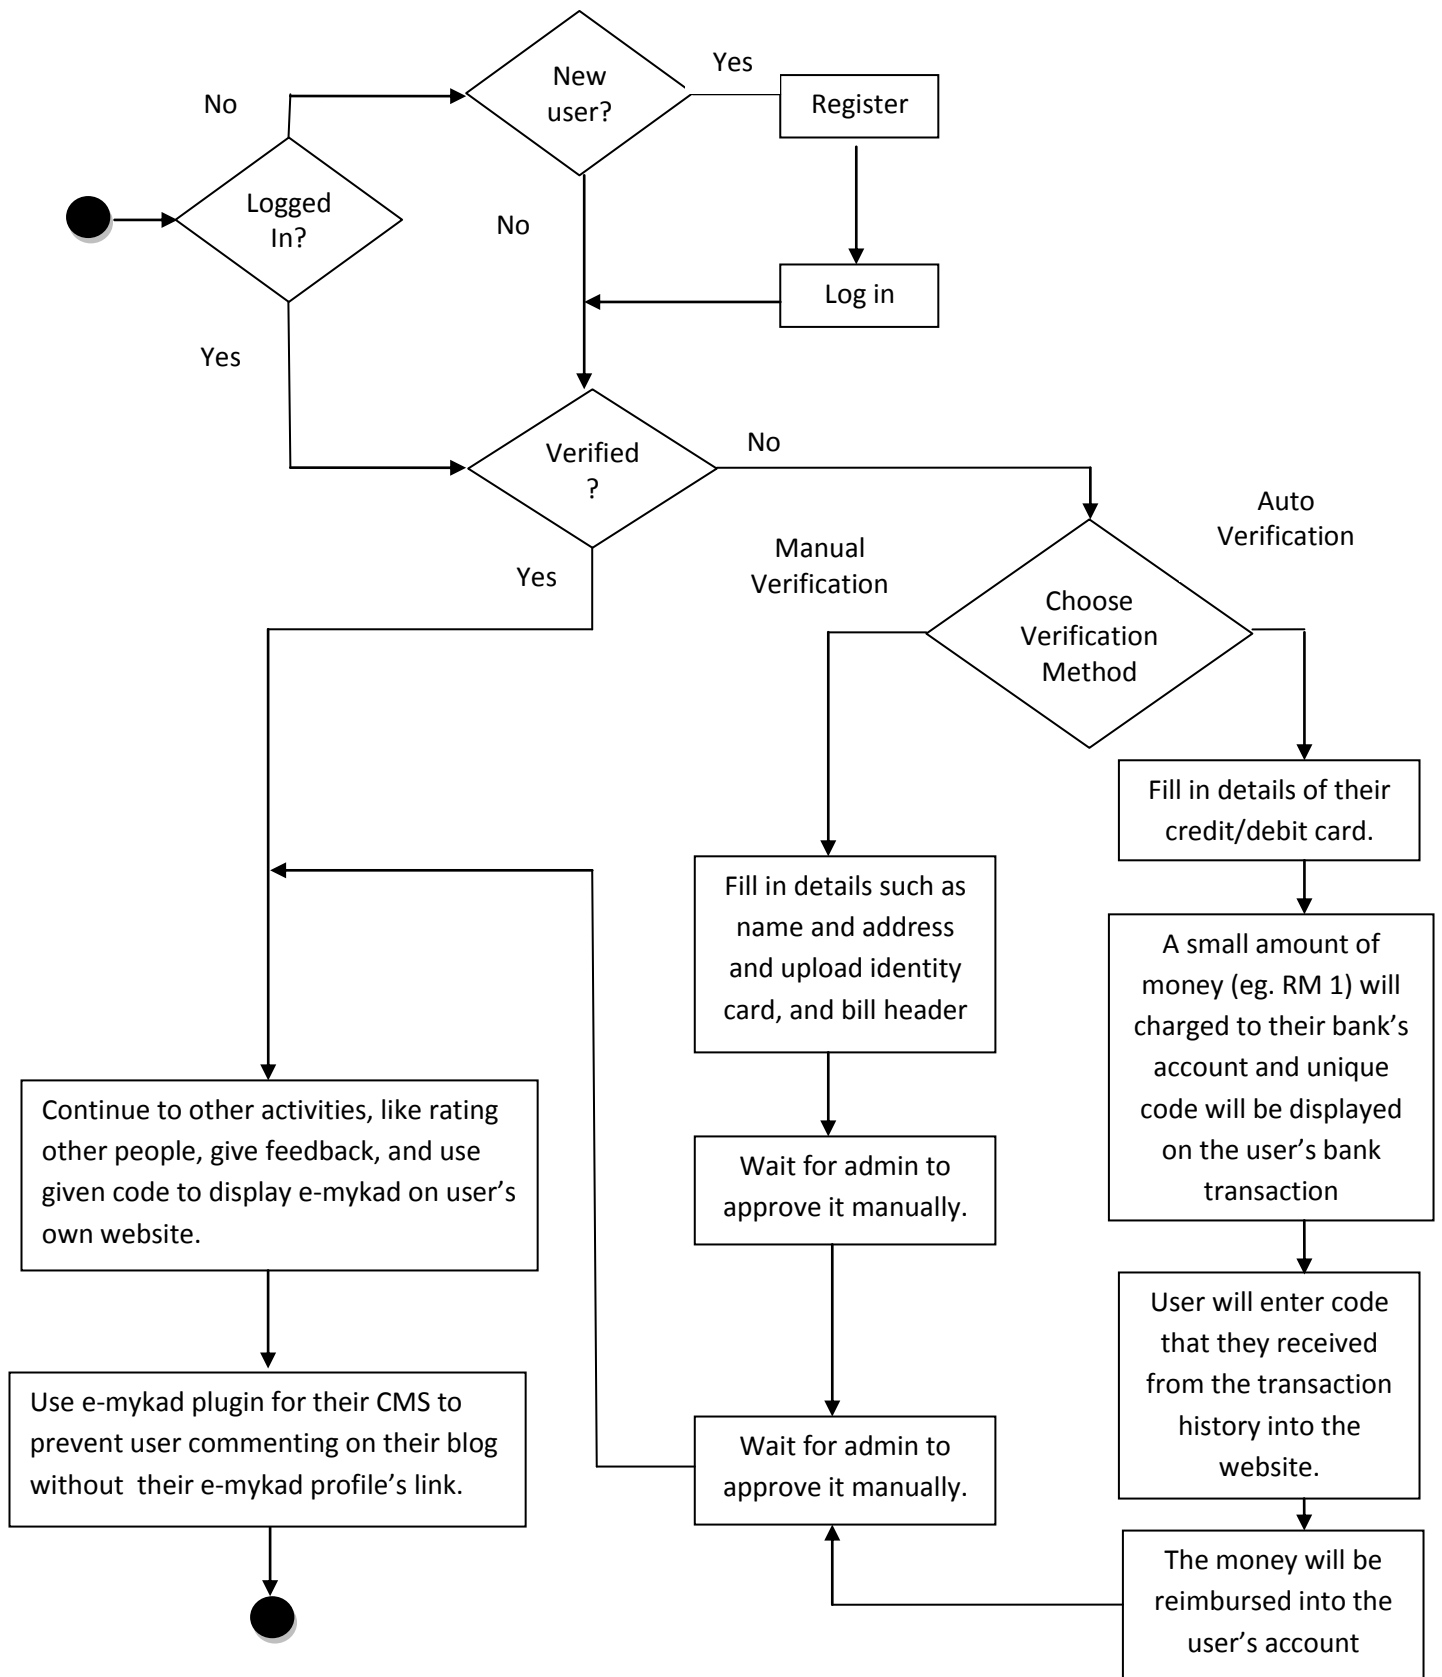 New
user?
Yes
Register
No
Logged
In?
No
Log in
Yes
Verified
?
No
Yes
Auto
Verification
Manual
Verification
Choose
Verification
Method
Fill in details of their
credit/debit card.
Fill in details such as
name and address
and upload identity
card, and bill header
A small amount of
money (eg. RM 1) will
charged to their bank’s
account and unique
code will be displayed
on the user’s bank
transaction
Continue to other activities, like rating
other people, give feedback, and use
given code to display e-mykad on user’s
own website.
Wait for admin to
approve it manually.
User will enter code
that they received
from the transaction
history into the
website.
Use e-mykad plugin for their CMS to
prevent user commenting on their blog
without  their e-mykad profile’s link.
Wait for admin to
approve it manually.
The money will be
reimbursed into the
user’s account